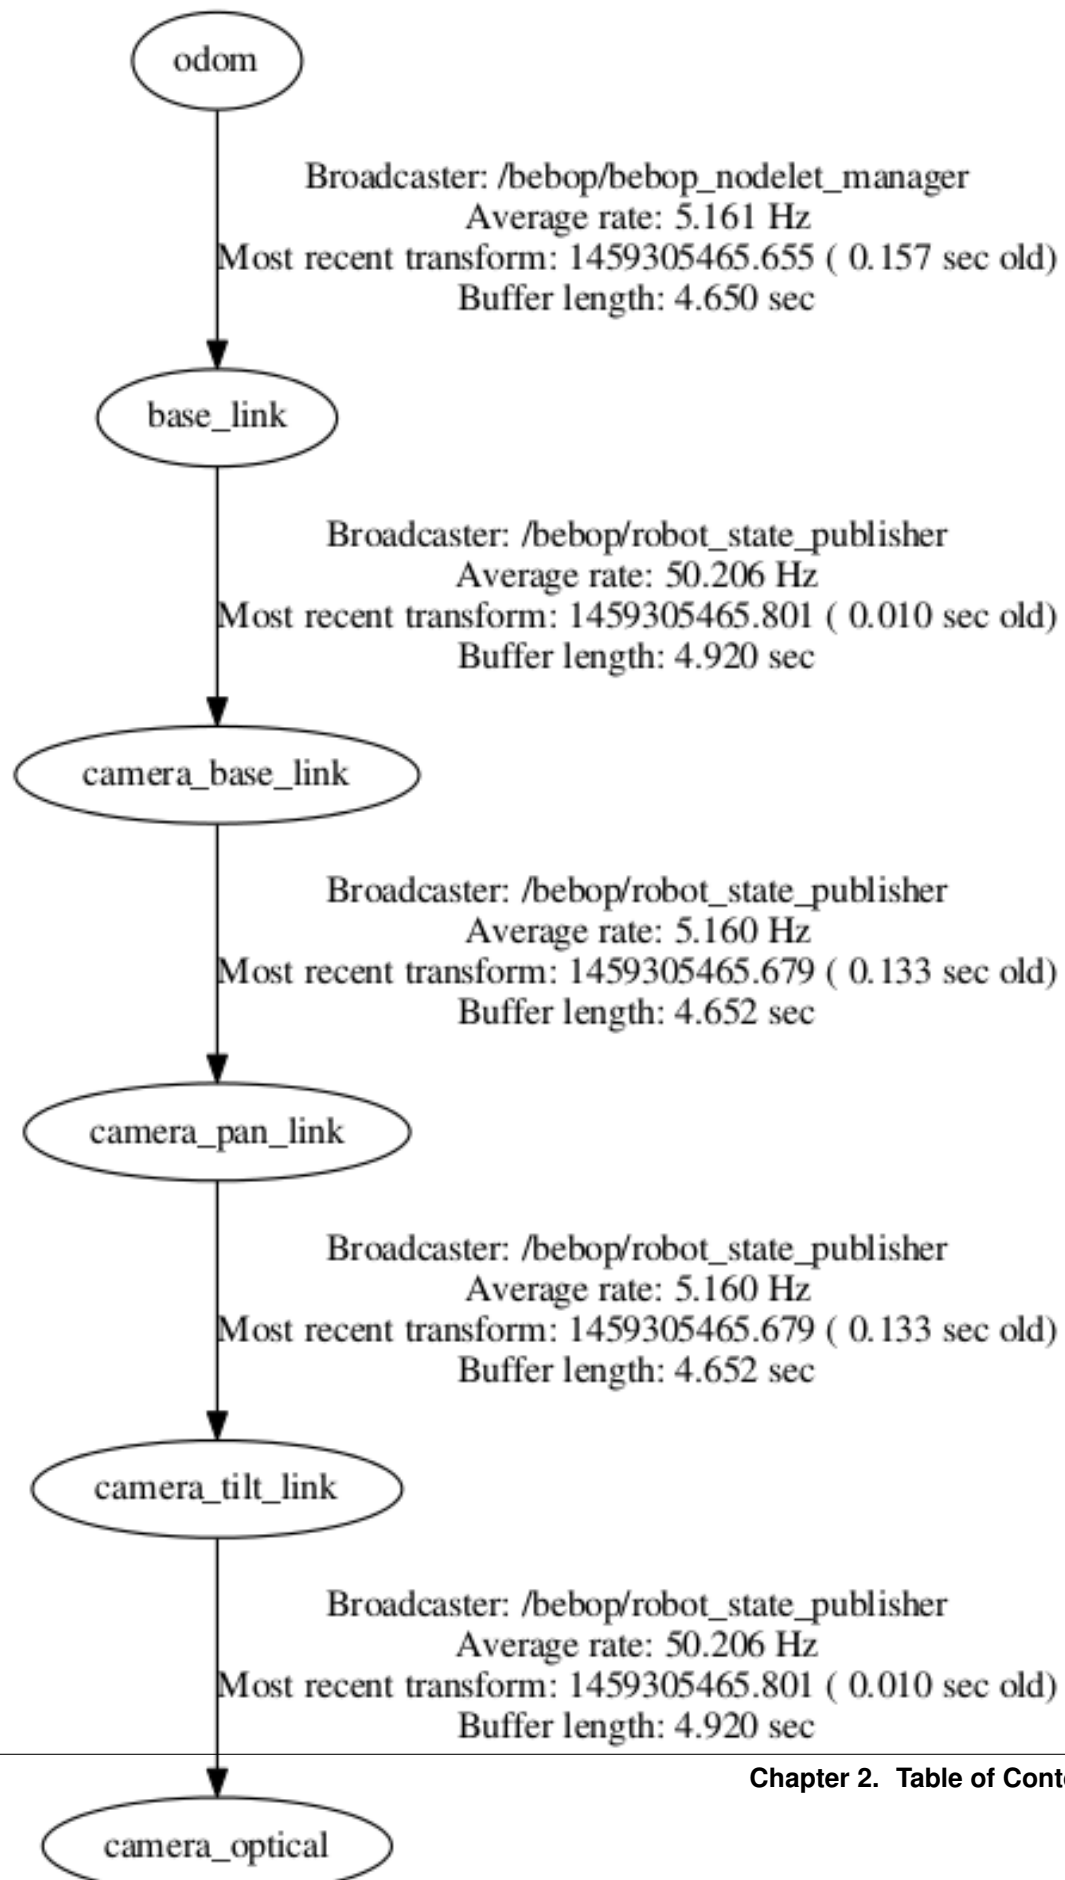 odom
Broadcaster: /bebop/bebop_nodelet_manager
Average rate: 5.161 Hz
Most recent transform: 1459305465.655 ( 0.157 sec old)
Buffer length: 4.650 sec
base_link
Broadcaster: /bebop/robot_state_publisher
Average rate: 50.206 Hz
Most recent transform: 1459305465.801 ( 0.010 sec old)
Buffer length: 4.920 sec
camera_base_link
Broadcaster: /bebop/robot_state_publisher
Average rate: 5.160 Hz
Most recent transform: 1459305465.679 ( 0.133 sec old)
Buffer length: 4.652 sec
camera_pan_link
Broadcaster: /bebop/robot_state_publisher
Average rate: 5.160 Hz
Most recent transform: 1459305465.679 ( 0.133 sec old)
Buffer length: 4.652 sec
camera_tilt_link
Broadcaster: /bebop/robot_state_publisher
Average rate: 50.206 Hz
Most recent transform: 1459305465.801 ( 0.010 sec old)
Buffer length: 4.920 sec
Chapter 2. Table of
camera_optical